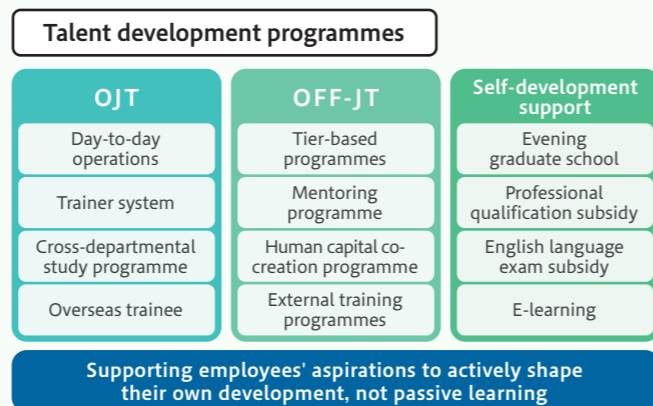 Talent development programmes
OJT
Day-to-day
operations
Trainer system
Cross-departmental
study programme
Overseas trainee
OFF-JT
Tier-based
programmes
Mentoring
programme
Human capital co-
creation programme
External training
programmes
Self-development
support
Evening
graduate school
Professional
qualification subsidy
English language
exam subsidy
E-learning
Supporting employees' aspirations to actively shape
their own development, not passive learning